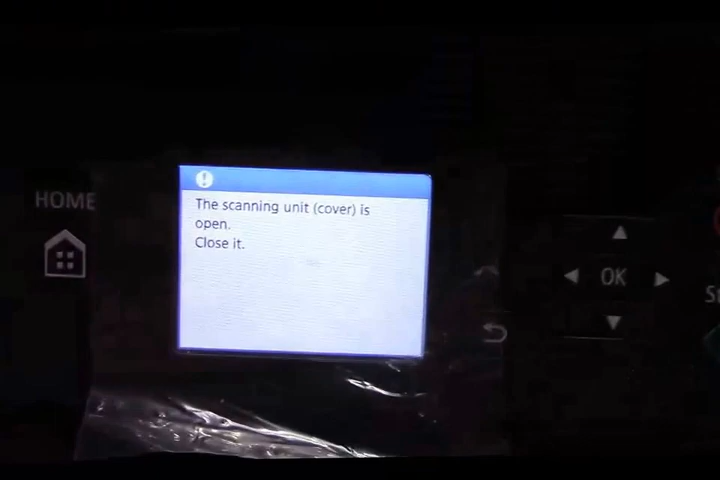 The scanning unit (cover) is
open.
Close it.
HOME
OK